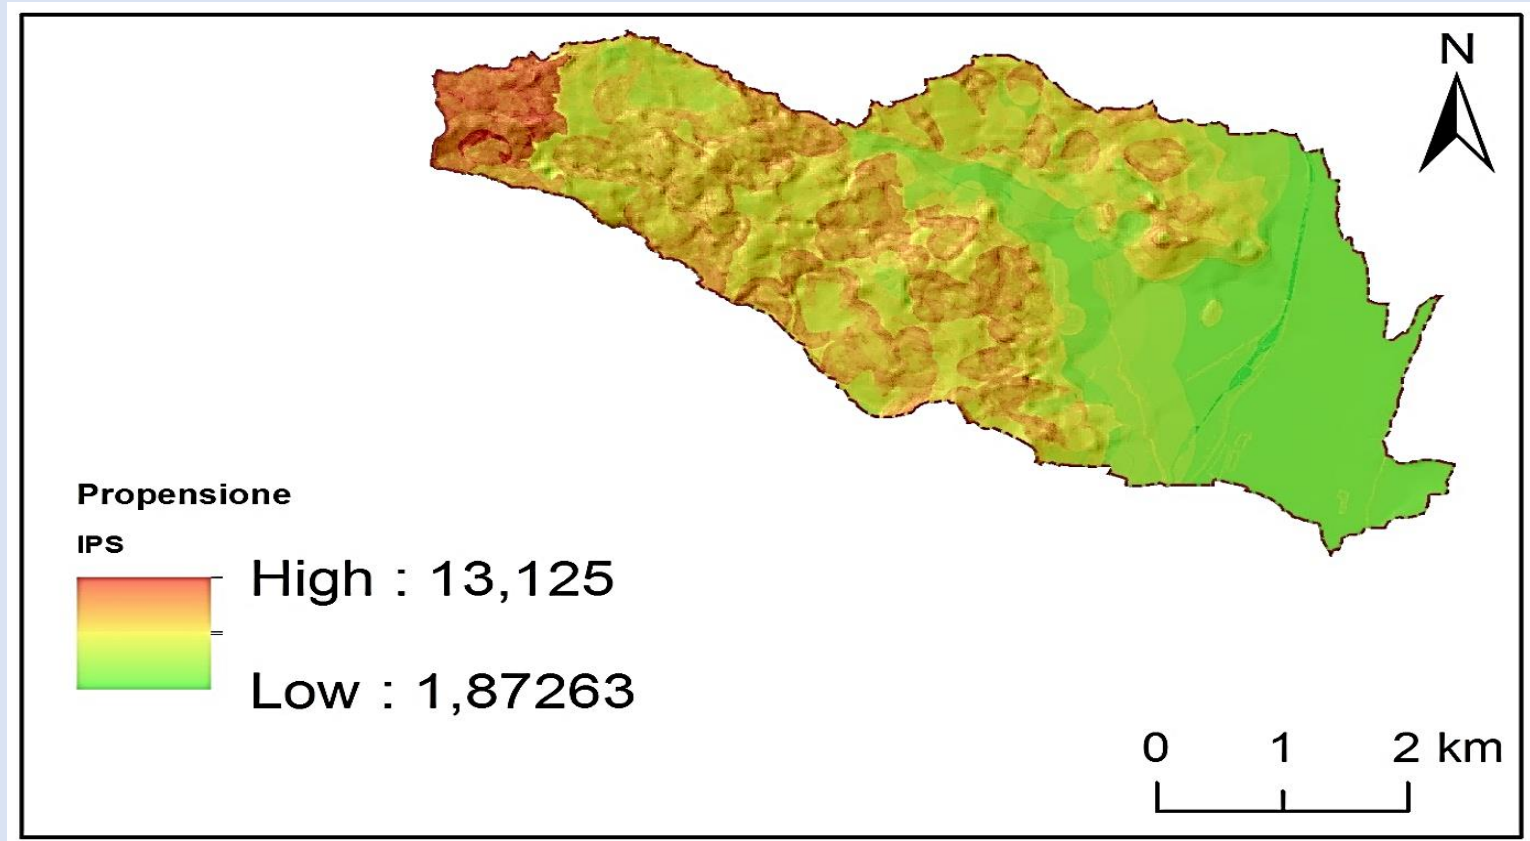 N
Propensione
IPS
High : 13,125
Low : 1,87263
0 1 2 km